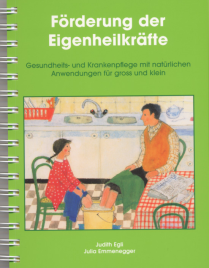 Förderung der
Eigenheilkräfte
Gesundheits- und Krankenpflege mit natürlichen
Anwendungen für gross und klein
Judith Egli
Julia Emmenegger